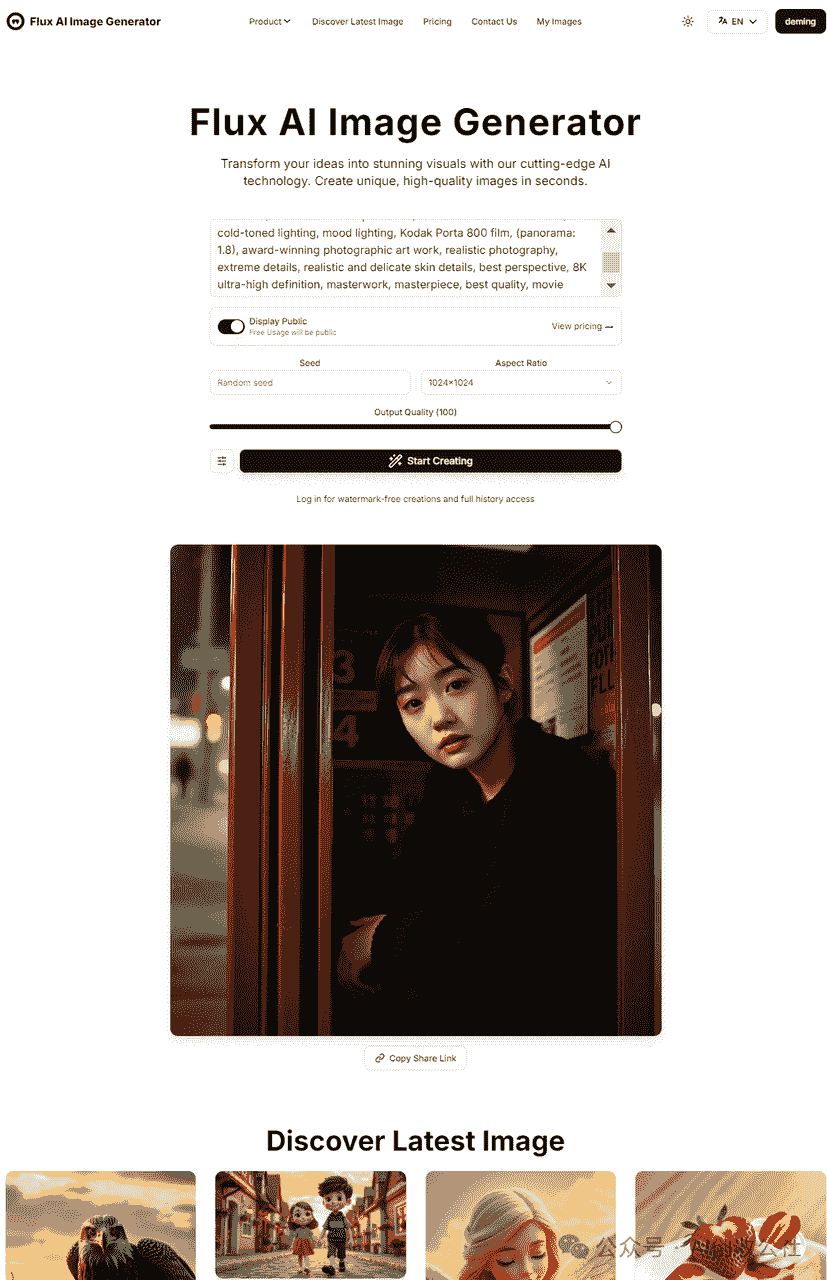 Flux AI Image Generator
Product
Discover Latest Image
Pricing
Contact Us
My Images
EN
deming
Flux AI Image Generator
Transform your ideas into stunning visuals with our cutting-edge AI
technology. Create unique, high-quality images in seconds.
cold-toned lighting, mood lighting, Kodak Porta 800 film, (panorama:
1.8), award-winning photographic art work, realistic photography,
extreme details, realistic and delicate skin details, best perspective, 8K
ultra-high definition, masterwork, masterpiece, best quality, movie
Display Public
Free Usage will be public
View pricing →
Seed
Aspect Ratio
Random seed
1024×1024
Output Quality (100)
Start Creating
Log in for watermark-free creations and full history access
3
4
Copy Share Link
Discover Latest Image
公众号 ·